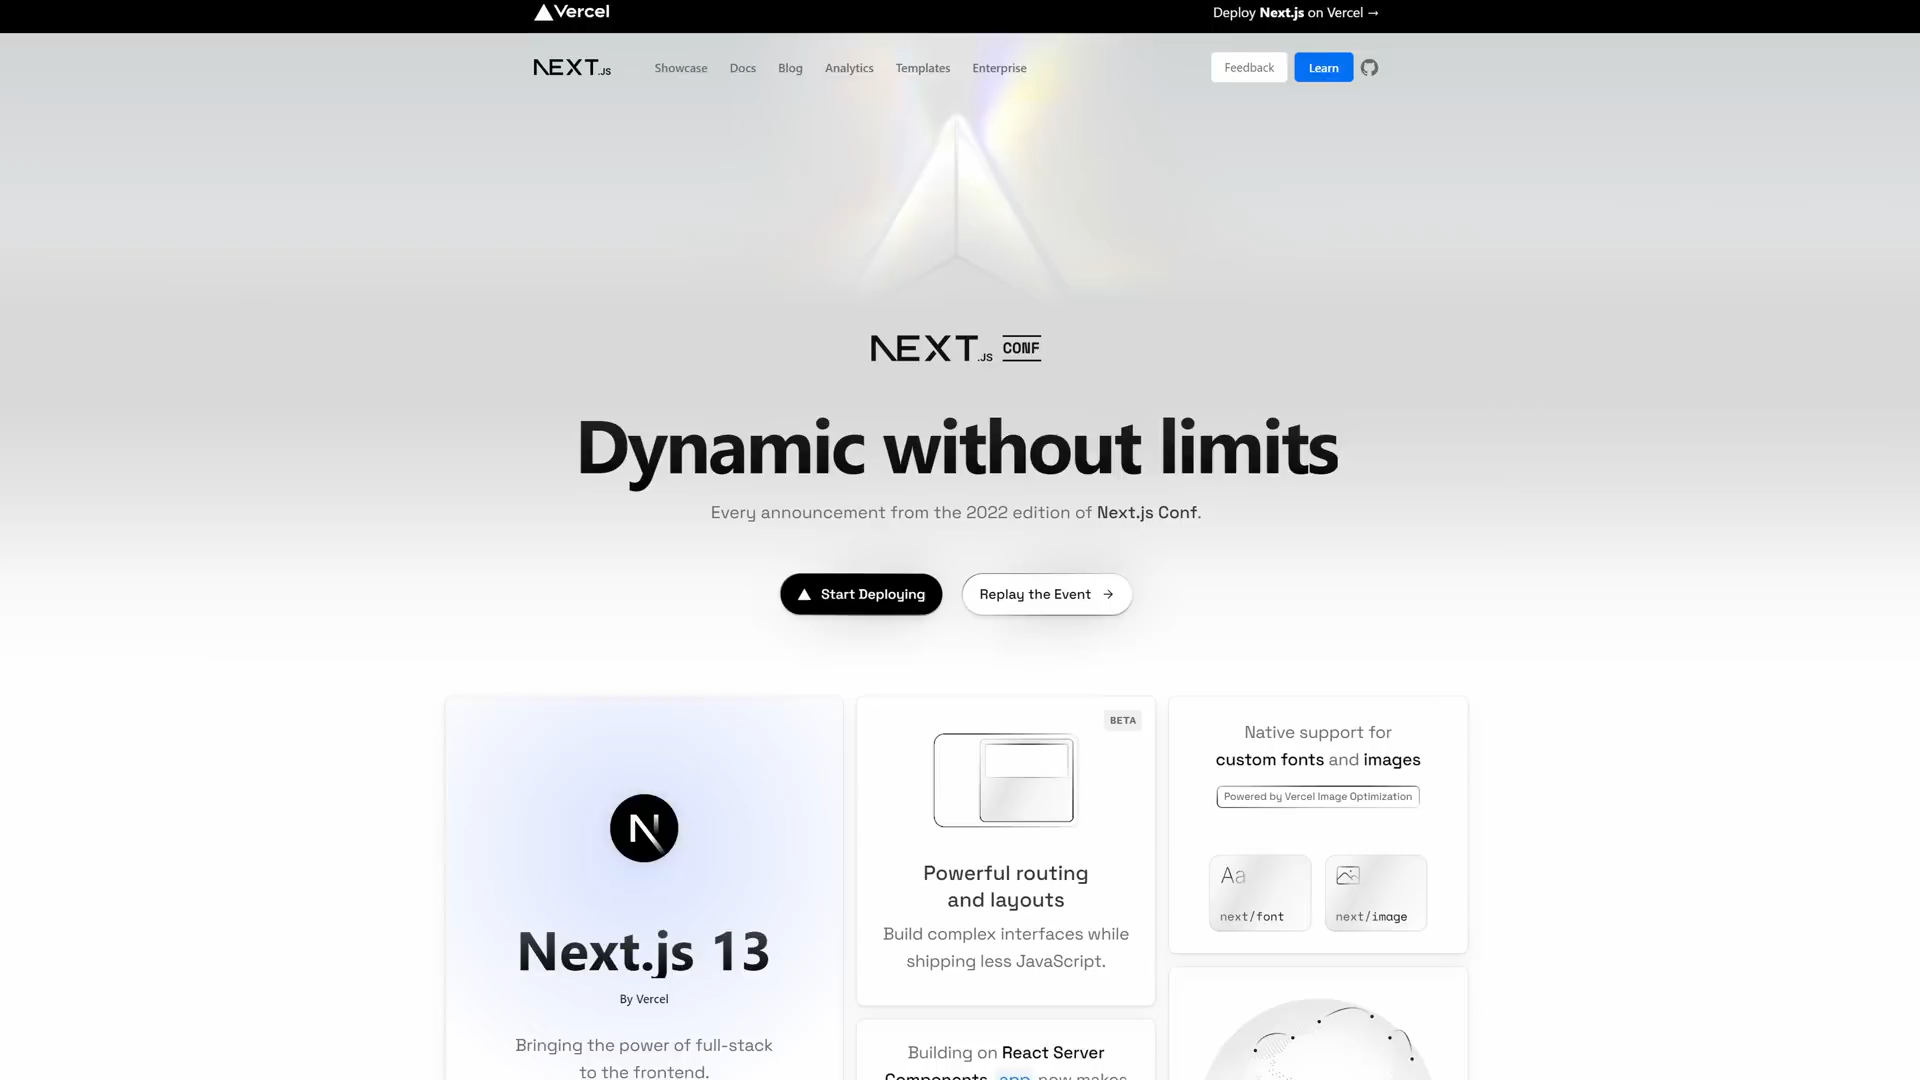 Vercel
Deploy Next.js on Vercel →
NEXT.JS
Showcase
Docs
Blog
Analytics
Templates
Enterprise
Feedback
Learn
NEXT.JS CONF
Dynamic without limits
Every announcement from the 2022 edition of Next.js Conf.
Start Deploying
Replay the Event →
N
Next.js 13
By Vercel
Bringing the power of full-stack
to the frontend.
BETA
Powerful routing
and layouts
Build complex interfaces while
shipping less JavaScript.
Building on React Server
Components, app now makes
Native support for
custom fonts and images
Powered by Vercel Image Optimization
Aa
next/font
next/image